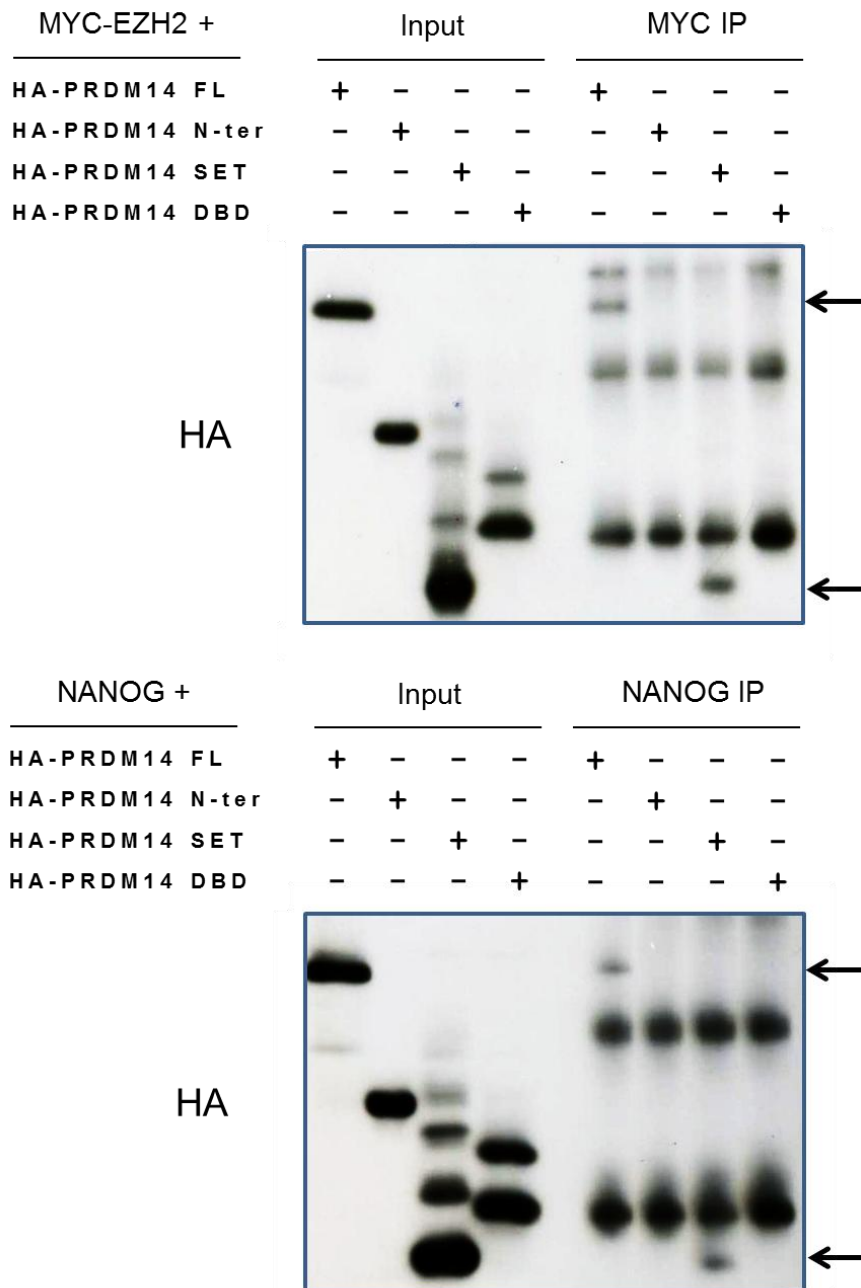 MYC-EZH2 + Input MYC IP
HA-PRDM14 FL + – – – + – – –
HA-PRDM14 N-ter – + – – – + – –
HA-PRDM14 SET – – + – – – + –
HA-PRDM14 DBD – – – + – – – +
HA
NANOG + Input NANOG IP
HA-PRDM14 FL + – – – + – – –
HA-PRDM14 N-ter – + – – – + – –
HA-PRDM14 SET – – + – – – + –
HA-PRDM14 DBD – – – + – – – +
HA